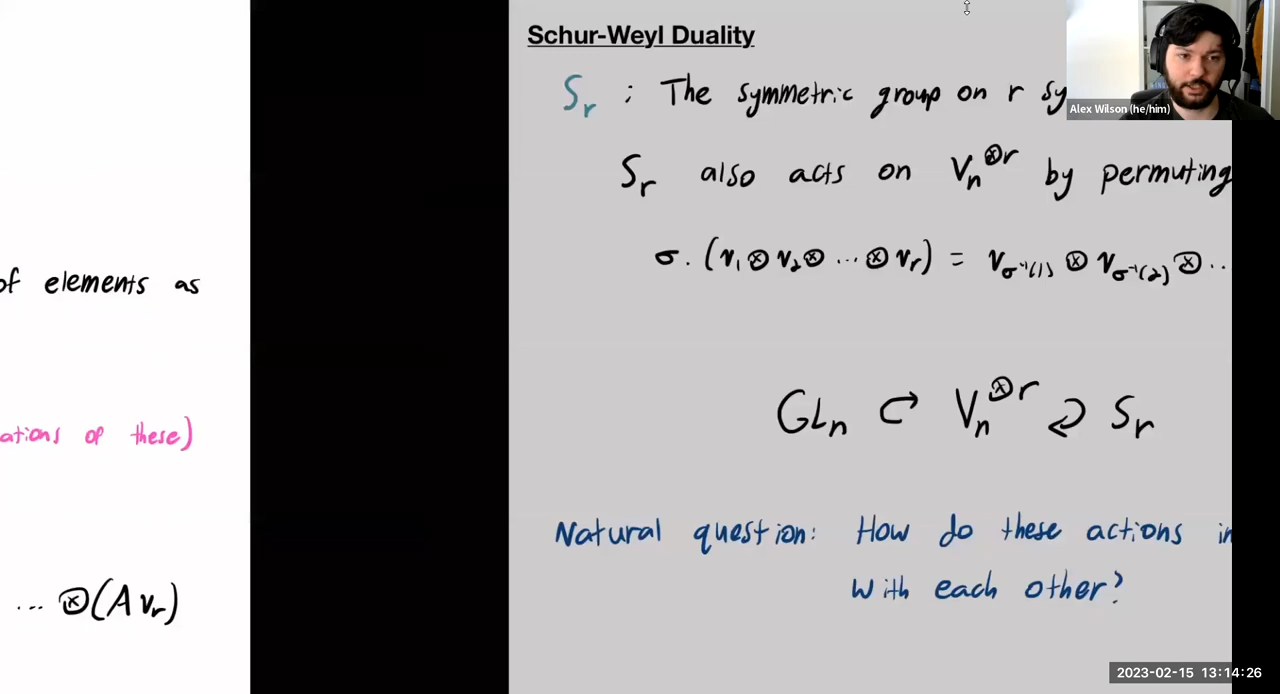 of elements as
ations of these)
... ⊗(Avr)
Schur-Weyl Duality
Sr : The symmetric group on r sy
Alex Wilson (he/him)
Sr also acts on Vn⊗r by permuting
σ. (v1⊗v2⊗...⊗vr) = vσ⁻¹(1) ⊗ vσ⁻¹(2) ⊗ ..
GLn ↷ Vn⊗r ↺ Sr
Natural question: How do these actions in
with each other?
2023-02-15 13:14:26